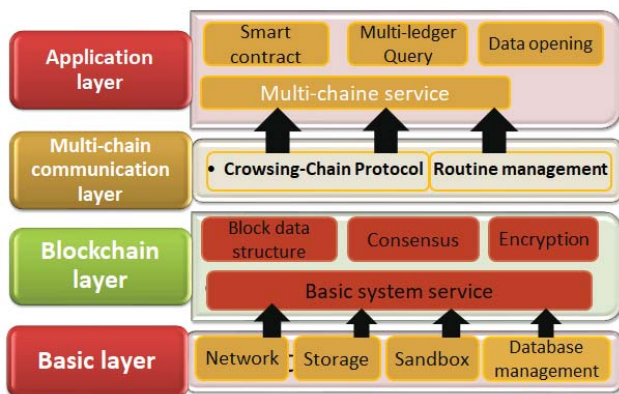 Application
layer
Smart
contract
Multi-ledger
Query
Data opening
Multi-chaine service
Multi-chain
communication
layer
• Crowsing-Chain Protocol
Routine management
Blockchain
layer
Block data
structure
Consensus
Encryption
Basic system service
Basic layer
Network
Storage
Sandbox
Database
management